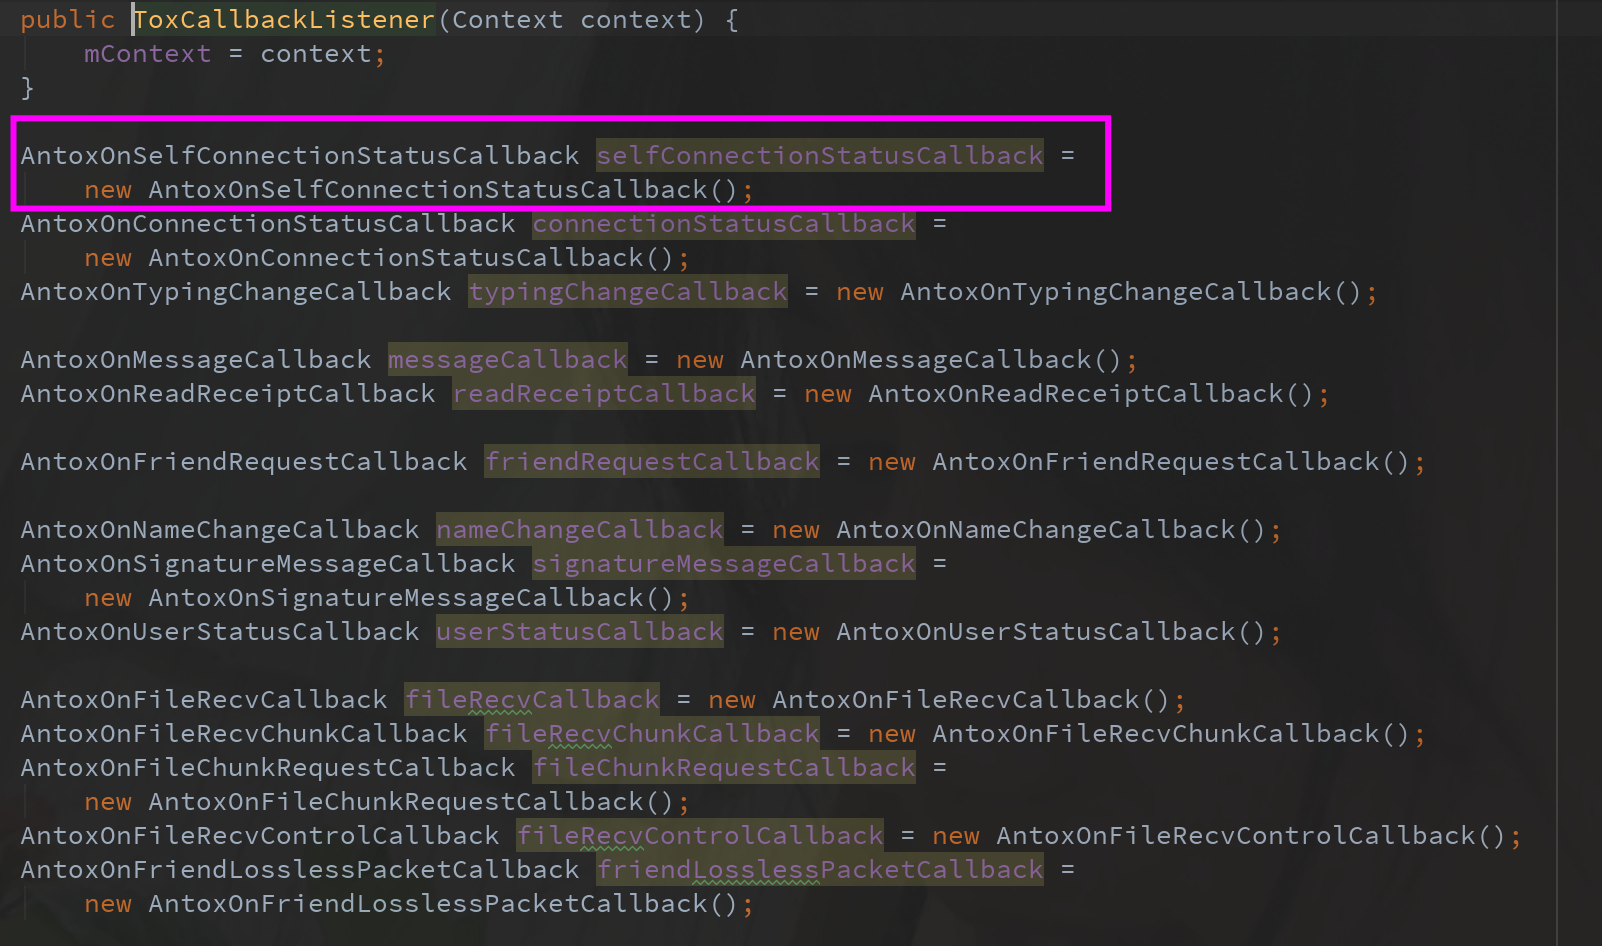 public ToxCallbackListener(Context context) {
    mContext = context;
}
AntoxOnSelfConnectionStatusCallback selfConnectionStatusCallback =
    new AntoxOnSelfConnectionStatusCallback();
AntoxOnConnectionStatusCallback connectionStatusCallback =
    new AntoxOnConnectionStatusCallback();
AntoxOnTypingChangeCallback typingChangeCallback = new AntoxOnTypingChangeCallback();
AntoxOnMessageCallback messageCallback = new AntoxOnMessageCallback();
AntoxOnReadReceiptCallback readReceiptCallback = new AntoxOnReadReceiptCallback();
AntoxOnFriendRequestCallback friendRequestCallback = new AntoxOnFriendRequestCallback();
AntoxOnNameChangeCallback nameChangeCallback = new AntoxOnNameChangeCallback();
AntoxOnSignatureMessageCallback signatureMessageCallback =
    new AntoxOnSignatureMessageCallback();
AntoxOnUserStatusCallback userStatusCallback = new AntoxOnUserStatusCallback();
AntoxOnFileRecvCallback fileRecvCallback = new AntoxOnFileRecvCallback();
AntoxOnFileRecvChunkCallback fileRecvChunkCallback = new AntoxOnFileRecvChunkCallback();
AntoxOnFileChunkRequestCallback fileChunkRequestCallback =
    new AntoxOnFileChunkRequestCallback();
AntoxOnFileRecvControlCallback fileRecvControlCallback = new AntoxOnFileRecvControlCallback();
AntoxOnFriendLosslessPacketCallback friendLosslessPacketCallback =
    new AntoxOnFriendLosslessPacketCallback();